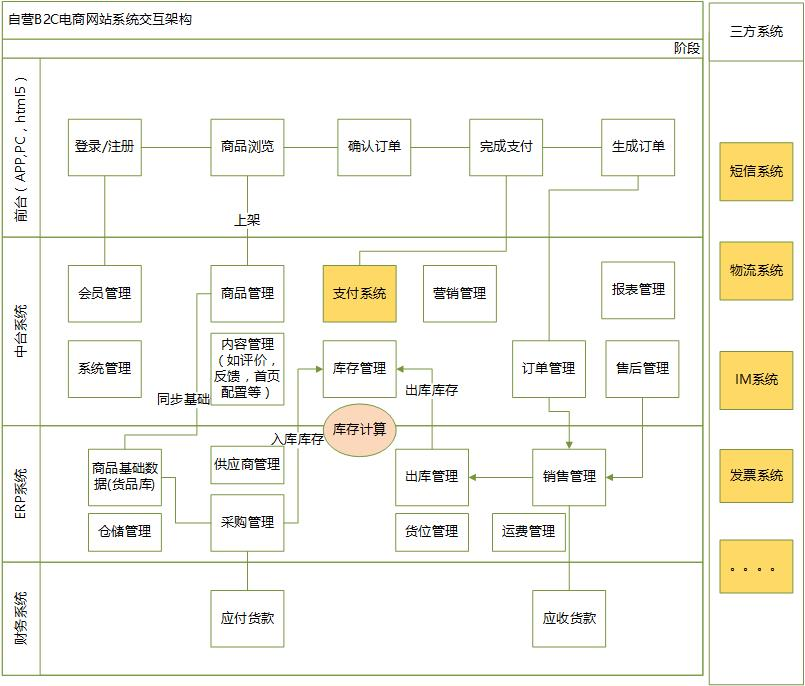 自营B2C电商网站系统交互架构
三方系统
阶段
前台（APP,PC，html5）
登录/注册
商品浏览
确认订单
完成支付
生成订单
短信系统
上架
中台系统
会员管理
商品管理
支付系统
营销管理
报表管理
物流系统
系统管理
内容管理
（如评价，
反馈，首页
配置等）
库存管理
订单管理
售后管理
IM系统
同步基础
出库库存
入库库存
库存计算
ERP系统
商品基础数
据(货品库)
供应商管理
出库管理
销售管理
发票系统
仓储管理
采购管理
货位管理
运费管理
。。。。
财务系统
应付货款
应收货款